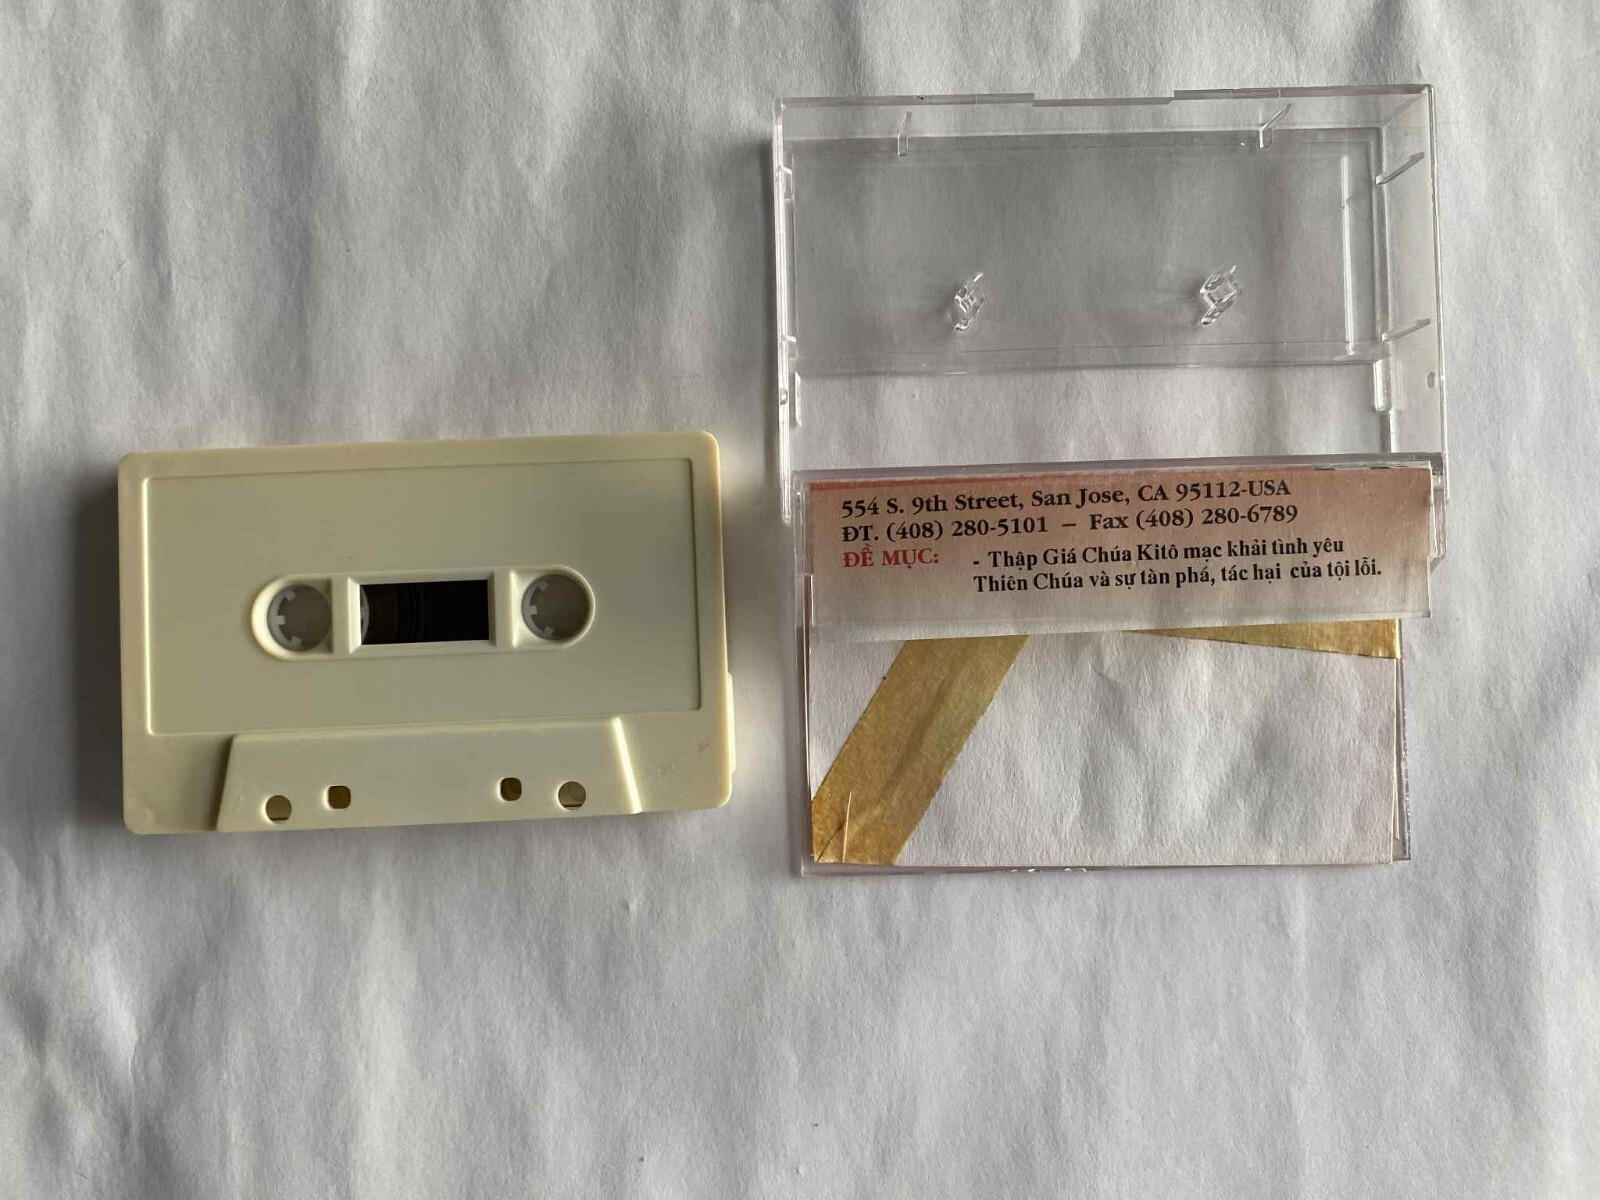 554 S. 9th Street, San Jose, CA 95112-USA
ĐT. (408) 280-5101 – Fax (408) 280-6789
ĐỀ MỤC: - Thập Giá Chúa Kitô mạc khải tình yêu
Thiên Chúa và sự tàn phá, tác hại của tội lỗi.